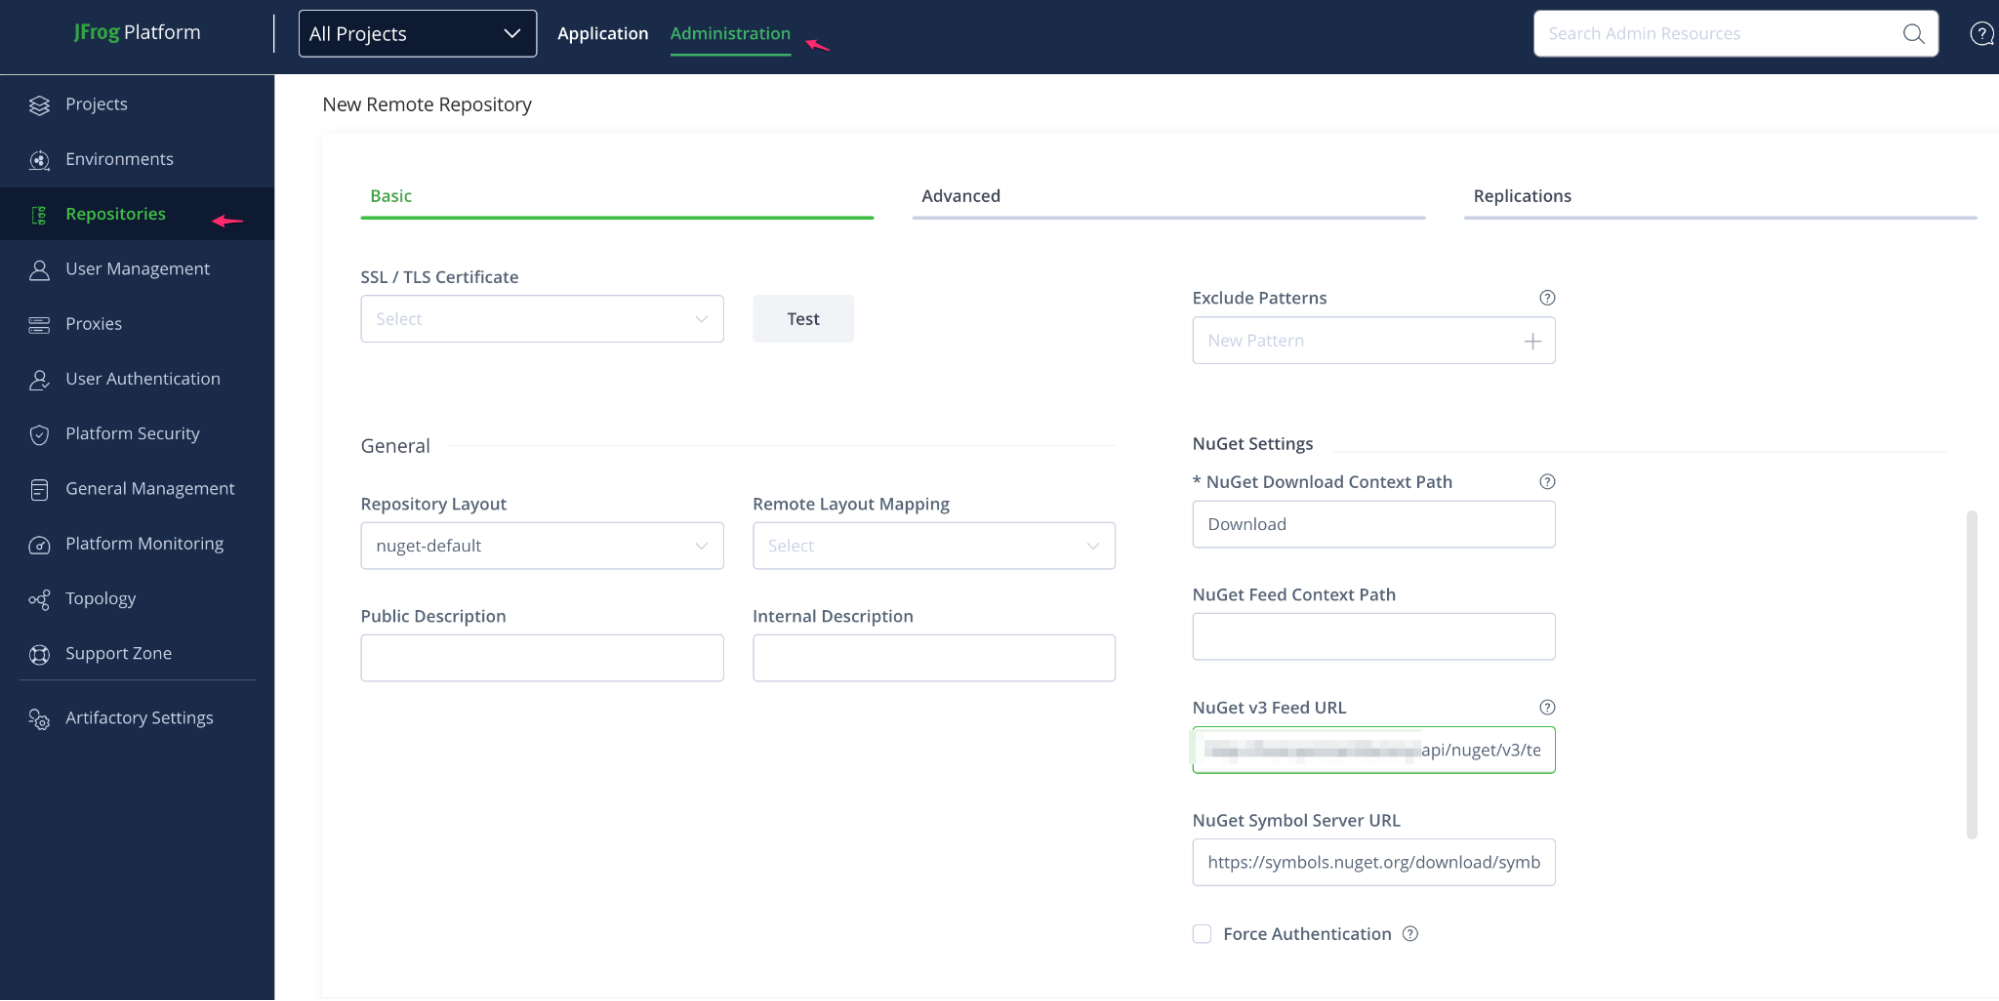 JFrog Platform
All Projects
Application
Administration
Search Admin Resources
Projects
Environments
Repositories
User Management
Proxies
User Authentication
Platform Security
General Management
Platform Monitoring
Topology
Support Zone
Artifactory Settings
New Remote Repository
Basic
Advanced
Replications
SSL / TLS Certificate
Select
Test
Exclude Patterns
New Pattern
General
Repository Layout
nuget-default
Remote Layout Mapping
Select
Public Description
Internal Description
NuGet Settings
* NuGet Download Context Path
Download
NuGet Feed Context Path
NuGet v3 Feed URL
api/nuget/v3/te
NuGet Symbol Server URL
https://symbols.nuget.org/download/symb
Force Authentication